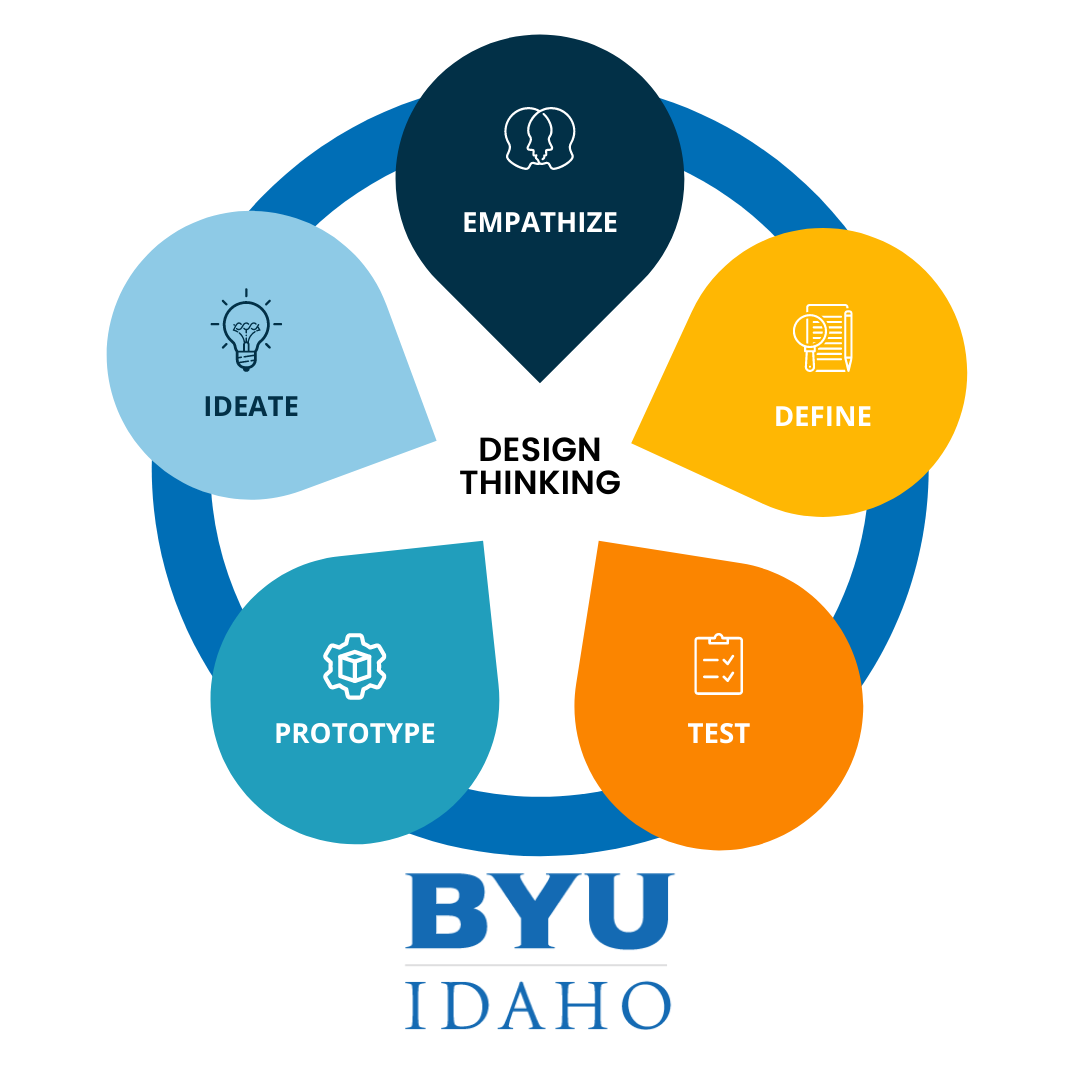 EMPATHIZE
IDEATE
DEFINE
DESIGN
THINKING
PROTOTYPE
TEST
BYU
IDAHO